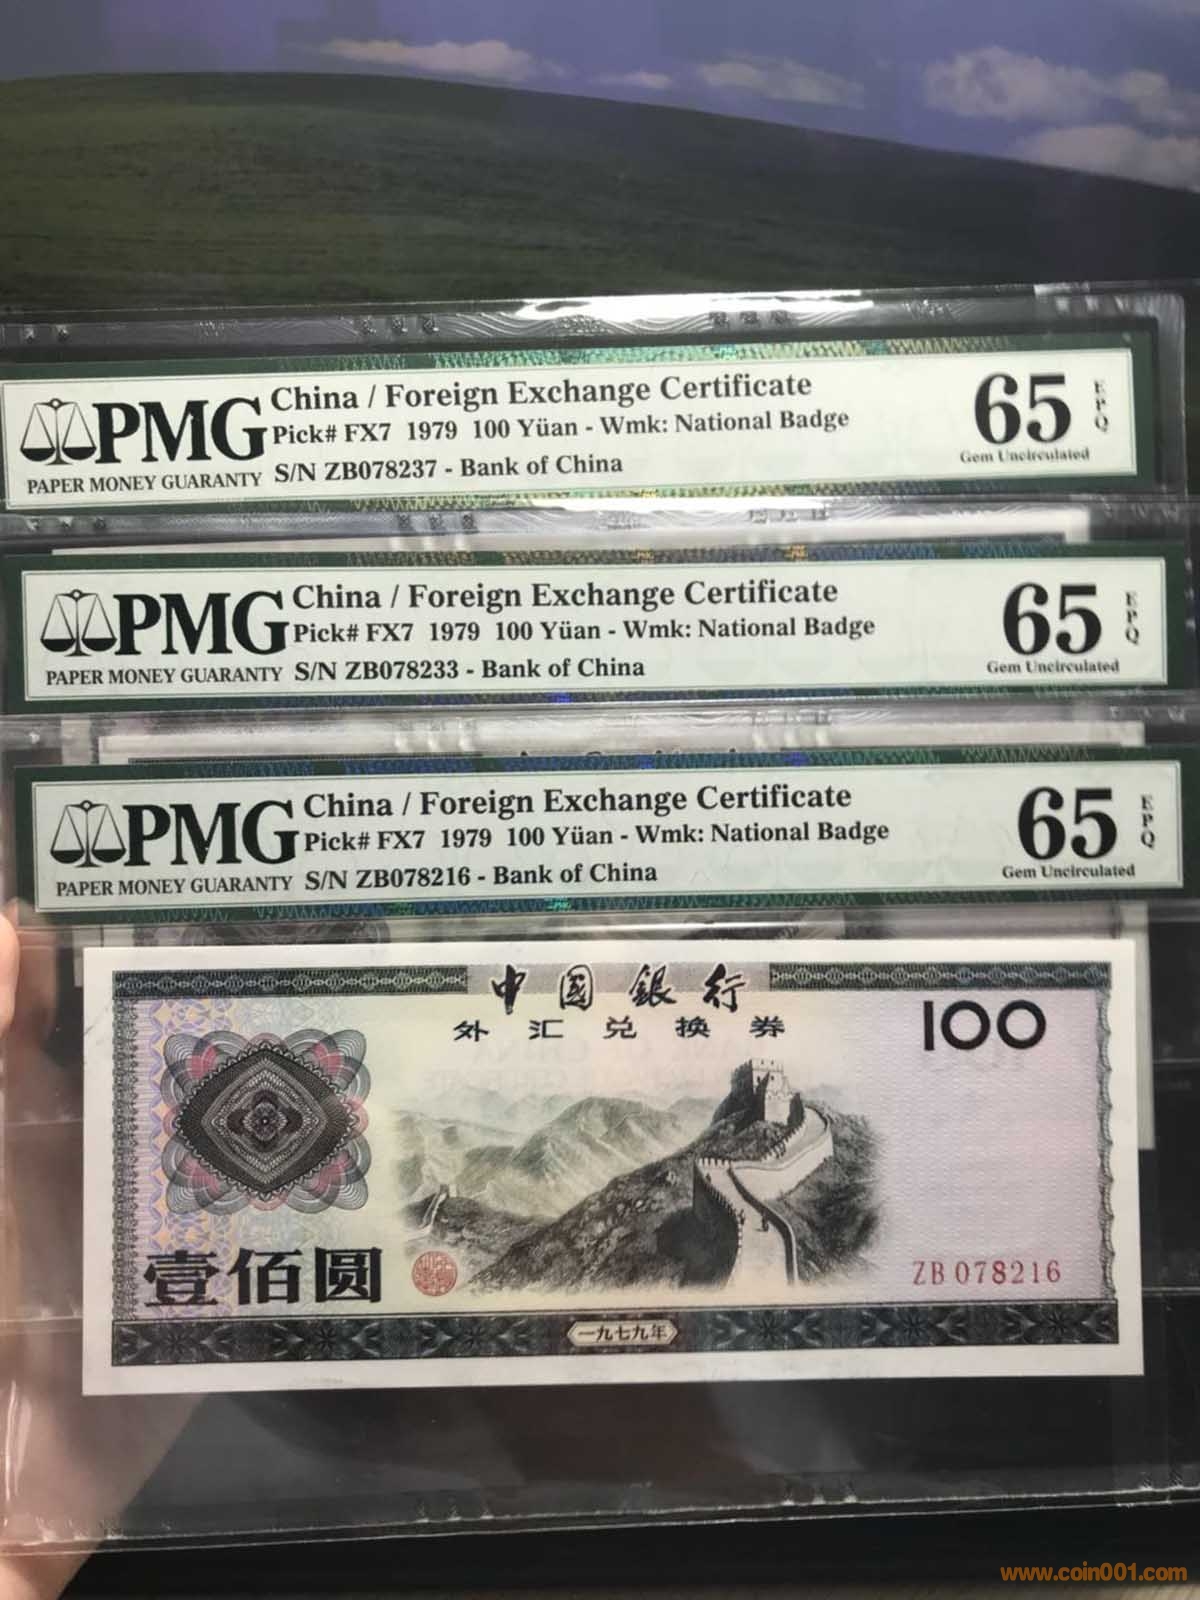 China / Foreign Exchange Certificate
PMG
Pick# FX7 1979 100 Yüan - Wmk: National Badge
PAPER MONEY GUARANTY
S/N ZB078237 - Bank of China
65
EPQ
Gem Uncirculated
China / Foreign Exchange Certificate
PMG
Pick# FX7 1979 100 Yüan - Wmk: National Badge
PAPER MONEY GUARANTY
S/N ZB078233 - Bank of China
65
EPQ
Gem Uncirculated
China / Foreign Exchange Certificate
PMG
Pick# FX7 1979 100 Yüan - Wmk: National Badge
PAPER MONEY GUARANTY
S/N ZB078216 - Bank of China
65
EPQ
Gem Uncirculated
中國銀行
外汇兑换券
100
壹佰圆
ZB 078216
一九七九年
www.coin001.com